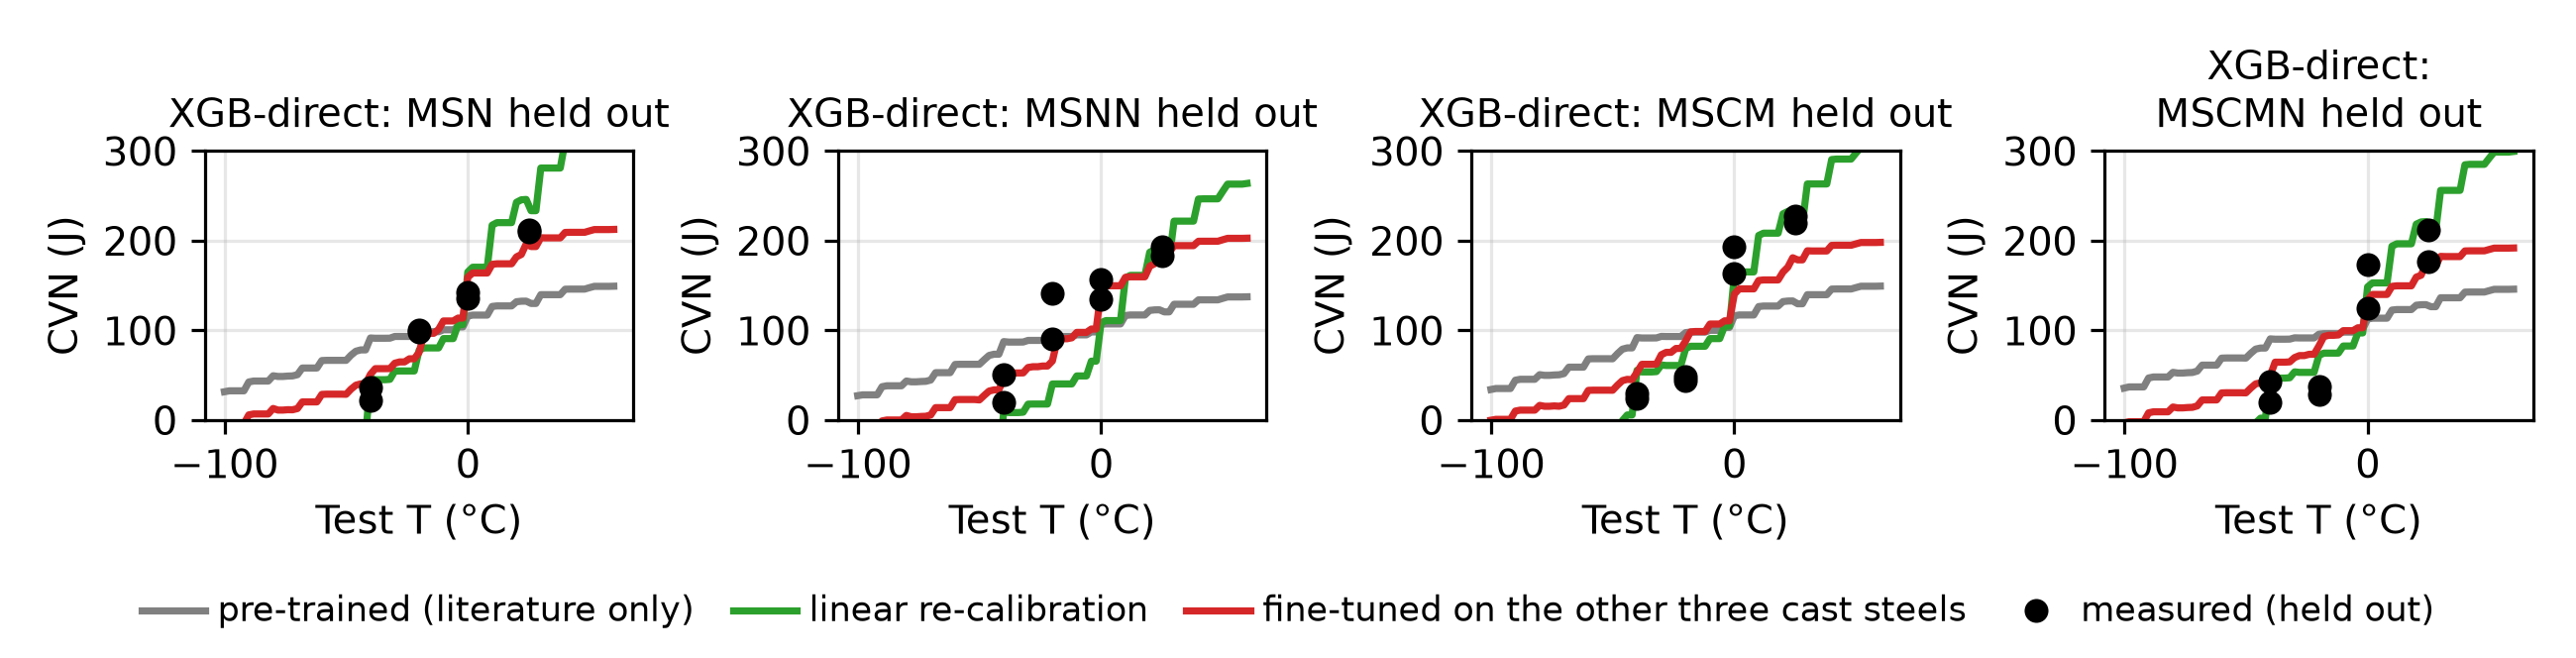 XGB-direct: MSN held out
XGB-direct: MSNN held out
XGB-direct: MSCM held out
XGB-direct:
MSCMN held out
300
200
100
0
CVN (J)
−100
0
Test T (°C)
300
200
100
0
CVN (J)
−100
0
Test T (°C)
300
200
100
0
CVN (J)
−100
0
Test T (°C)
300
200
100
0
CVN (J)
−100
0
Test T (°C)
pre-trained (literature only)
linear re-calibration
fine-tuned on the other three cast steels
measured (held out)